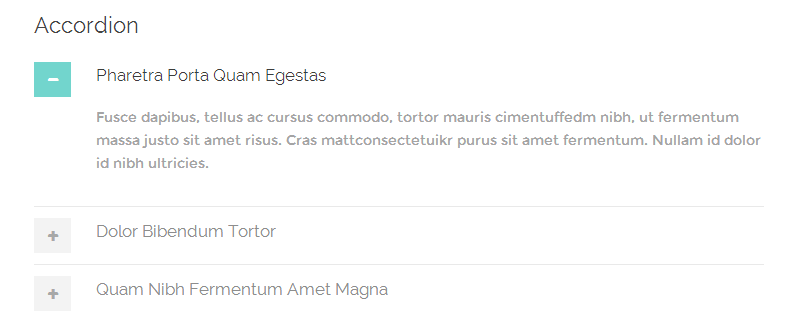 Accordion
Pharetra Porta Quam Egestas
Fusce dapibus, tellus ac cursus commodo, tortor mauris cimentuffedm nibh, ut fermentum
massa justo sit amet risus. Cras mattconsectetuikr purus sit amet fermentum. Nullam id dolor
id nibh ultricies.
Dolor Bibendum Tortor
Quam Nibh Fermentum Amet Magna